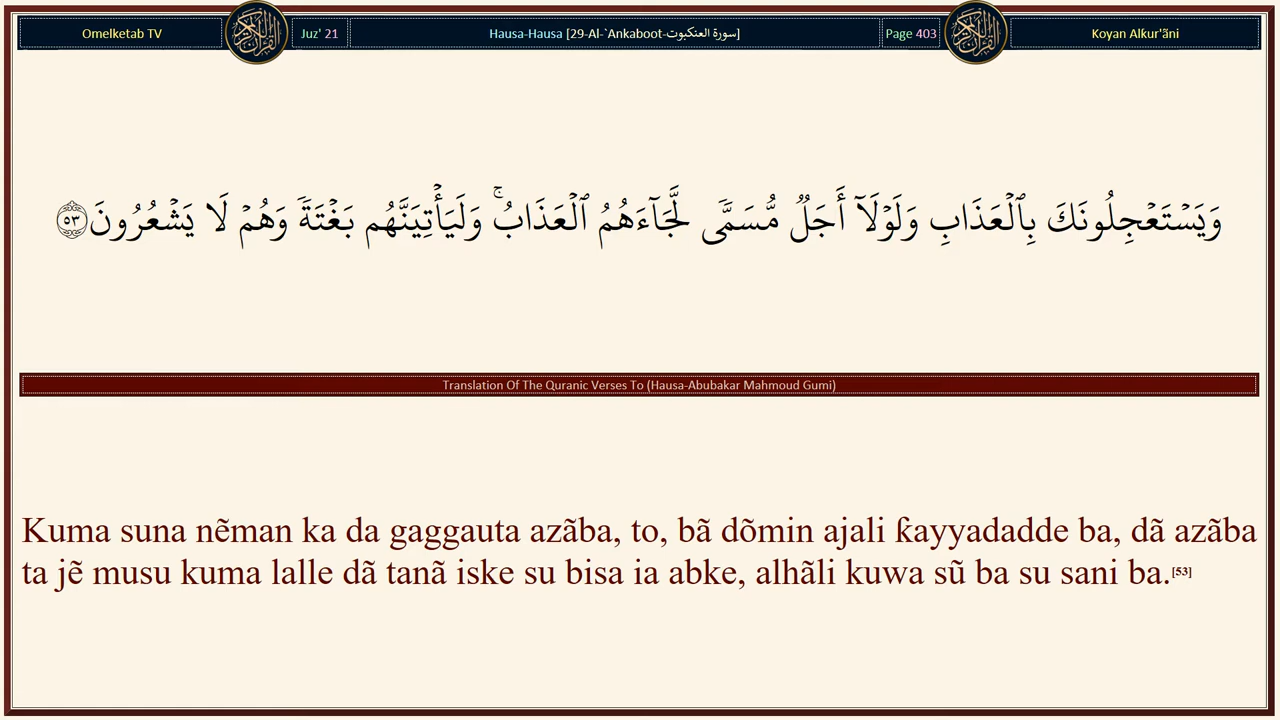 Omelketab TV
Juz' 21
Hausa-Hausa [29-Al-`Ankaboot-سورة العنكبوت]
Page 403
Koyan Alƙur'ãni
وَيَسۡتَعۡجِلُونَكَ بِٱلۡعَذَابِ وَلَوۡلَآ أَجَلٞ مُّسَمّٗى لَّجَآءَهُمُ ٱلۡعَذَابُۚ وَلَيَأۡتِيَنَّهُم بَغۡتَةٗ وَهُمۡ لَا يَشۡعُرُونَ ٥٣
Translation Of The Quranic Verses To (Hausa-Abubakar Mahmoud Gumi)
Kuma suna nẽman ka da gaggauta azãba, to, bã dõmin ajali ƙayyadadde ba, dã azãba
ta jẽ musu kuma lalle dã tanã iske su bisa ia abke, alhãli kuwa sũ ba su sani ba.[53]